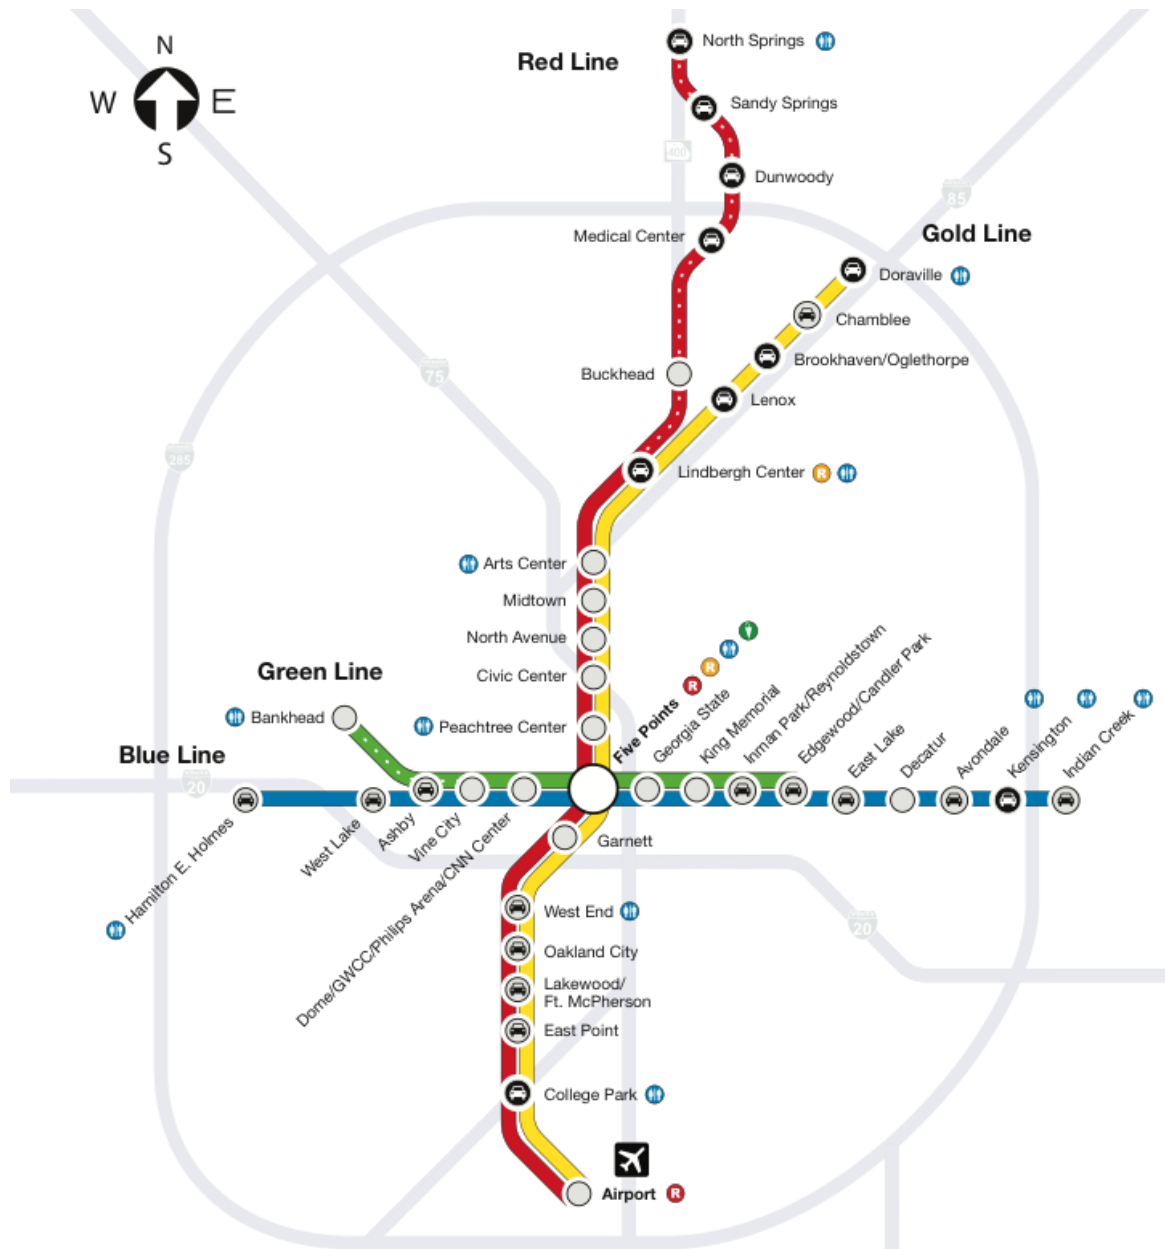 N
W E
S
Red Line
North Springs
Sandy Springs
400
Dunwoody
85
Medical Center
Gold Line
Doraville
Chamblee
Brookhaven/Oglethorpe
75
Buckhead
Lenox
285
Lindbergh Center R
Arts Center
Midtown
North Avenue
Civic Center
Green Line
Bankhead
Peachtree Center
Blue Line
20
Five Points R R
Georgia State
King Memorial
Inman Park/Reynoldstown
Edgewood/Candler Park
East Lake
Decatur
Avondale
Kensington
Indian Creek
Hamilton E. Holmes
West Lake
Ashby
Vine City
Dome/GWCC/Philips Arena/CNN Center
Garnett
West End
20
Oakland City
Lakewood/
Ft. McPherson
East Point
College Park
Airport R